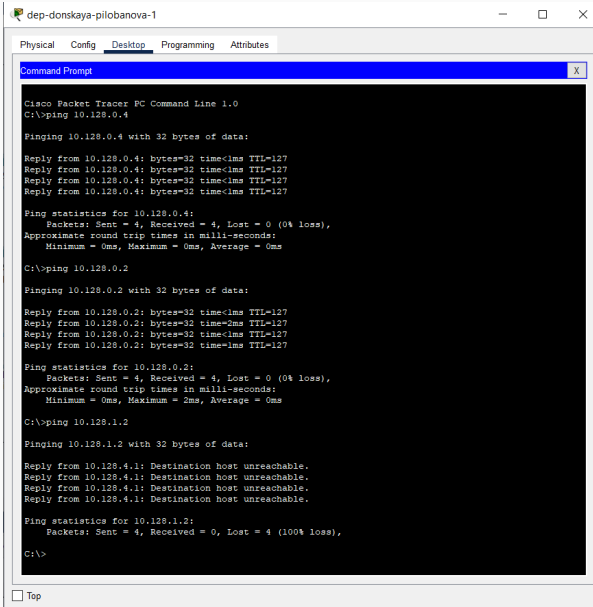 dep-donskaya-pilobanova-1
Physical Config Desktop Programming Attributes
Command Prompt X
Cisco Packet Tracer PC Command Line 1.0
C:\>ping 10.128.0.4
Pinging 10.128.0.4 with 32 bytes of data:
Reply from 10.128.0.4: bytes=32 time<1ms TTL=127
Reply from 10.128.0.4: bytes=32 time<1ms TTL=127
Reply from 10.128.0.4: bytes=32 time<1ms TTL=127
Reply from 10.128.0.4: bytes=32 time<1ms TTL=127
Ping statistics for 10.128.0.4:
Packets: Sent = 4, Received = 4, Lost = 0 (0% loss),
Approximate round trip times in milli-seconds:
Minimum = 0ms, Maximum = 0ms, Average = 0ms
C:\>ping 10.128.0.2
Pinging 10.128.0.2 with 32 bytes of data:
Reply from 10.128.0.2: bytes=32 time<1ms TTL=127
Reply from 10.128.0.2: bytes=32 time=2ms TTL=127
Reply from 10.128.0.2: bytes=32 time<1ms TTL=127
Reply from 10.128.0.2: bytes=32 time=1ms TTL=127
Ping statistics for 10.128.0.2:
Packets: Sent = 4, Received = 4, Lost = 0 (0% loss),
Approximate round trip times in milli-seconds:
Minimum = 0ms, Maximum = 2ms, Average = 0ms
C:\>ping 10.128.1.2
Pinging 10.128.1.2 with 32 bytes of data:
Reply from 10.128.4.1: Destination host unreachable.
Reply from 10.128.4.1: Destination host unreachable.
Reply from 10.128.4.1: Destination host unreachable.
Reply from 10.128.4.1: Destination host unreachable.
Ping statistics for 10.128.1.2:
Packets: Sent = 4, Received = 0, Lost = 4 (100% loss),
C:\>
Top